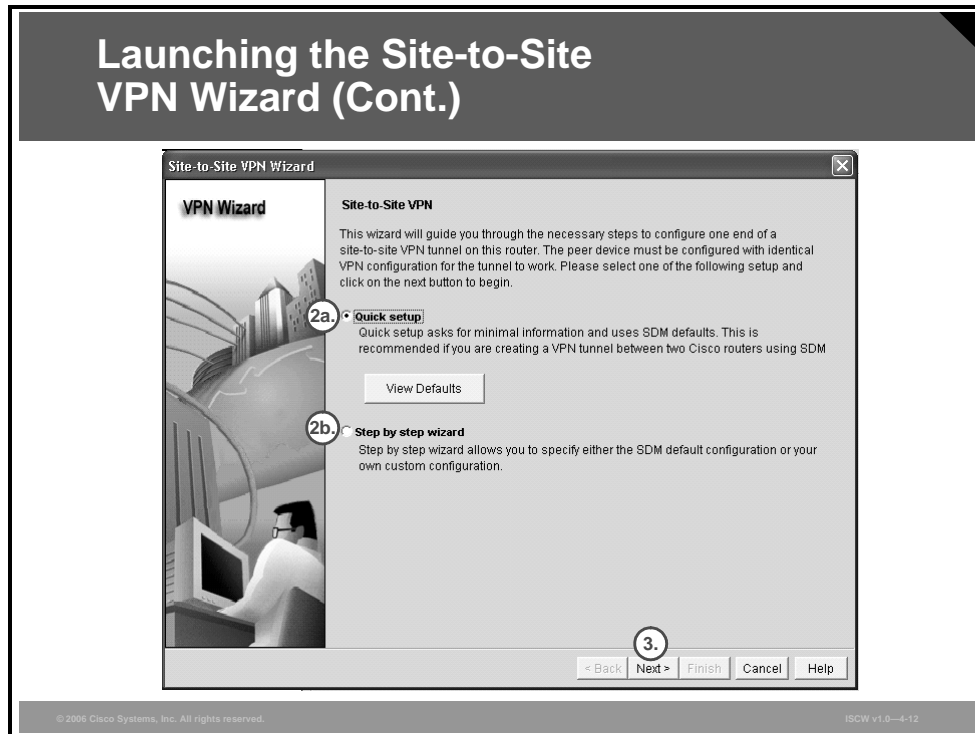 Launching the Site-to-Site
VPN Wizard (Cont.)
Site-to-Site VPN Wizard
VPN Wizard
Site-to-Site VPN
This wizard will guide you through the necessary steps to configure one end of a
site-to-site VPN tunnel on this router. The peer device must be configured with identical
VPN configuration for the tunnel to work. Please select one of the following setup and
click on the next button to begin.
2a. Quick setup
Quick setup asks for minimal information and uses SDM defaults. This is
recommended if you are creating a VPN tunnel between two Cisco routers using SDM
View Defaults
2b. Step by step wizard
Step by step wizard allows you to specify either the SDM default configuration or your
own custom configuration.
3.
< Back Next > Finish Cancel Help
© 2006 Cisco Systems, Inc. All rights reserved. ISCW v1.0—4-12